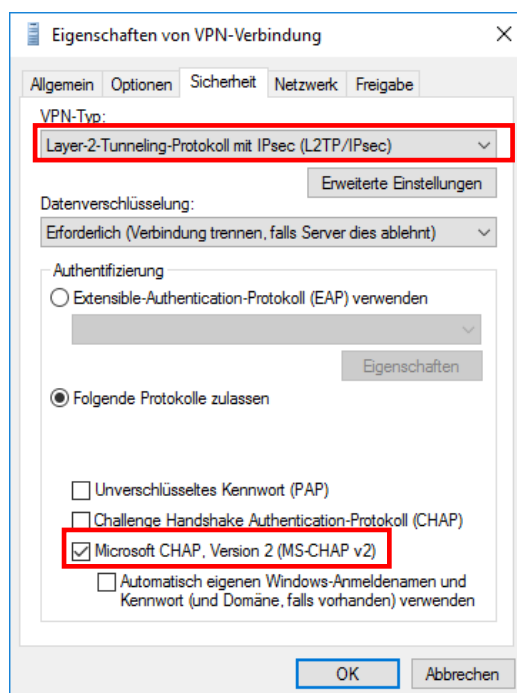 Eigenschaften von VPN-Verbindung
Allgemein Optionen Sicherheit Netzwerk Freigabe
VPN-Typ:
Layer-2-Tunneling-Protokoll mit IPsec (L2TP/IPsec)
Erweiterte Einstellungen
Datenverschlüsselung:
Erforderlich (Verbindung trennen, falls Server dies ablehnt)
Authentifizierung
Extensible-Authentication-Protokoll (EAP) verwenden
Eigenschaften
Folgende Protokolle zulassen
Unverschlüsseltes Kennwort (PAP)
Challenge Handshake Authentication-Protokoll (CHAP)
Microsoft CHAP, Version 2 (MS-CHAP v2)
Automatisch eigenen Windows-Anmeldenamen und
Kennwort (und Domäne, falls vorhanden) verwenden
OK Abbrechen